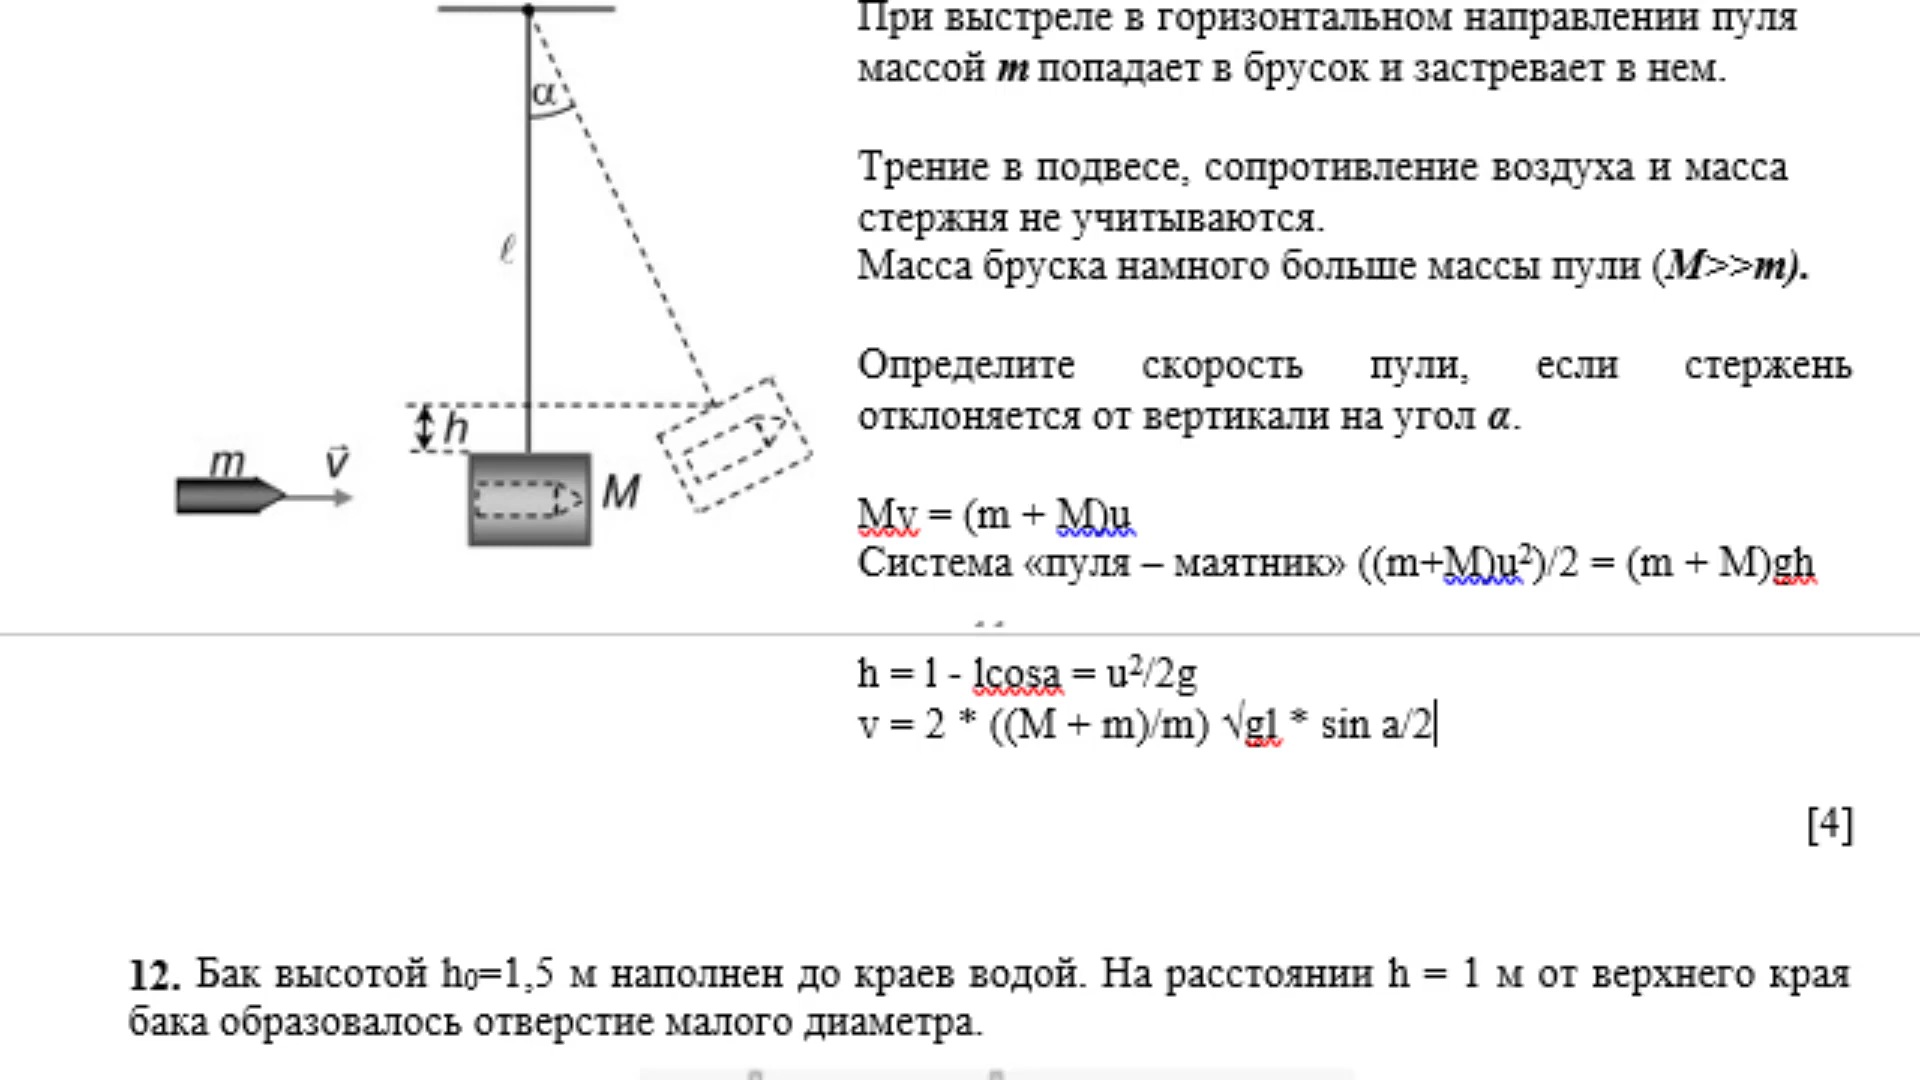 При выстреле в горизонтальном направлении пуля
массой m попадает в брусок и застревает в нем.
α
Трение в подвесе, сопротивление воздуха и масса
стержня не учитываются.
ℓ
Масса бруска намного больше массы пули (M>>m).
Определите скорость пули, если стержень
отклоняется от вертикали на угол α.
h
m
v
M
Mv = (m + M)u
Система «пуля – маятник» ((m+M)u²)/2 = (m + M)gh
h = l - lcosa = u²/2g
v = 2 * ((M + m)/m) √gl * sin a/2
[4]
12. Бак высотой h₀=1,5 м наполнен до краев водой. На расстоянии h = 1 м от верхнего края
бака образовалось отверстие малого диаметра.